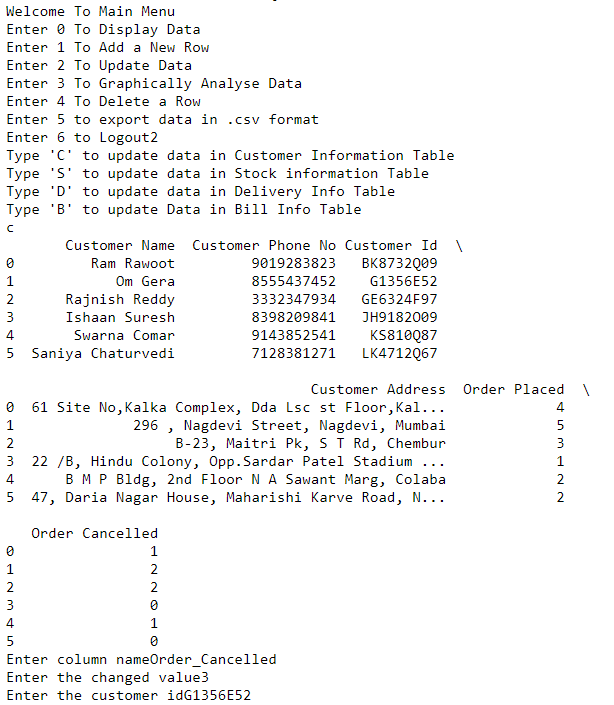 Welcome To Main Menu
Enter 0 To Display Data
Enter 1 To Add a New Row
Enter 2 To Update Data
Enter 3 To Graphically Analyse Data
Enter 4 To Delete a Row
Enter 5 to export data in .csv format
Enter 6 to Logout2
Type 'C' to update data in Customer Information Table
Type 'S' to update data in Stock information Table
Type 'D' to update data in Delivery Info Table
Type 'B' to update Data in Bill Info Table
c
Customer Name  Customer Phone No Customer Id  \
0 Ram Rawoot 9019283823 BK8732Q09
1 Om Gera 8555437452 G1356E52
2 Rajnish Reddy 3332347934 GE6324F97
3 Ishaan Suresh 8398209841 JH9182O09
4 Swarna Comar 9143852541 KS810Q87
5 Saniya Chaturvedi 7128381271 LK4712Q67
Customer Address  Order Placed  \
0 61 Site No,Kalka Complex, Dda Lsc st Floor,Kal... 4
1 296 , Nagdevi Street, Nagdevi, Mumbai 5
2 B-23, Maitri Pk, S T Rd, Chembur 3
3 22 /B, Hindu Colony, Opp.Sardar Patel Stadium ... 1
4 B M P Bldg, 2nd Floor N A Sawant Marg, Colaba 2
5 47, Daria Nagar House, Maharishi Karve Road, N... 2
Order Cancelled
0 1
1 2
2 2
3 0
4 1
5 0
Enter column nameOrder_Cancelled
Enter the changed value3
Enter the customer idG1356E52